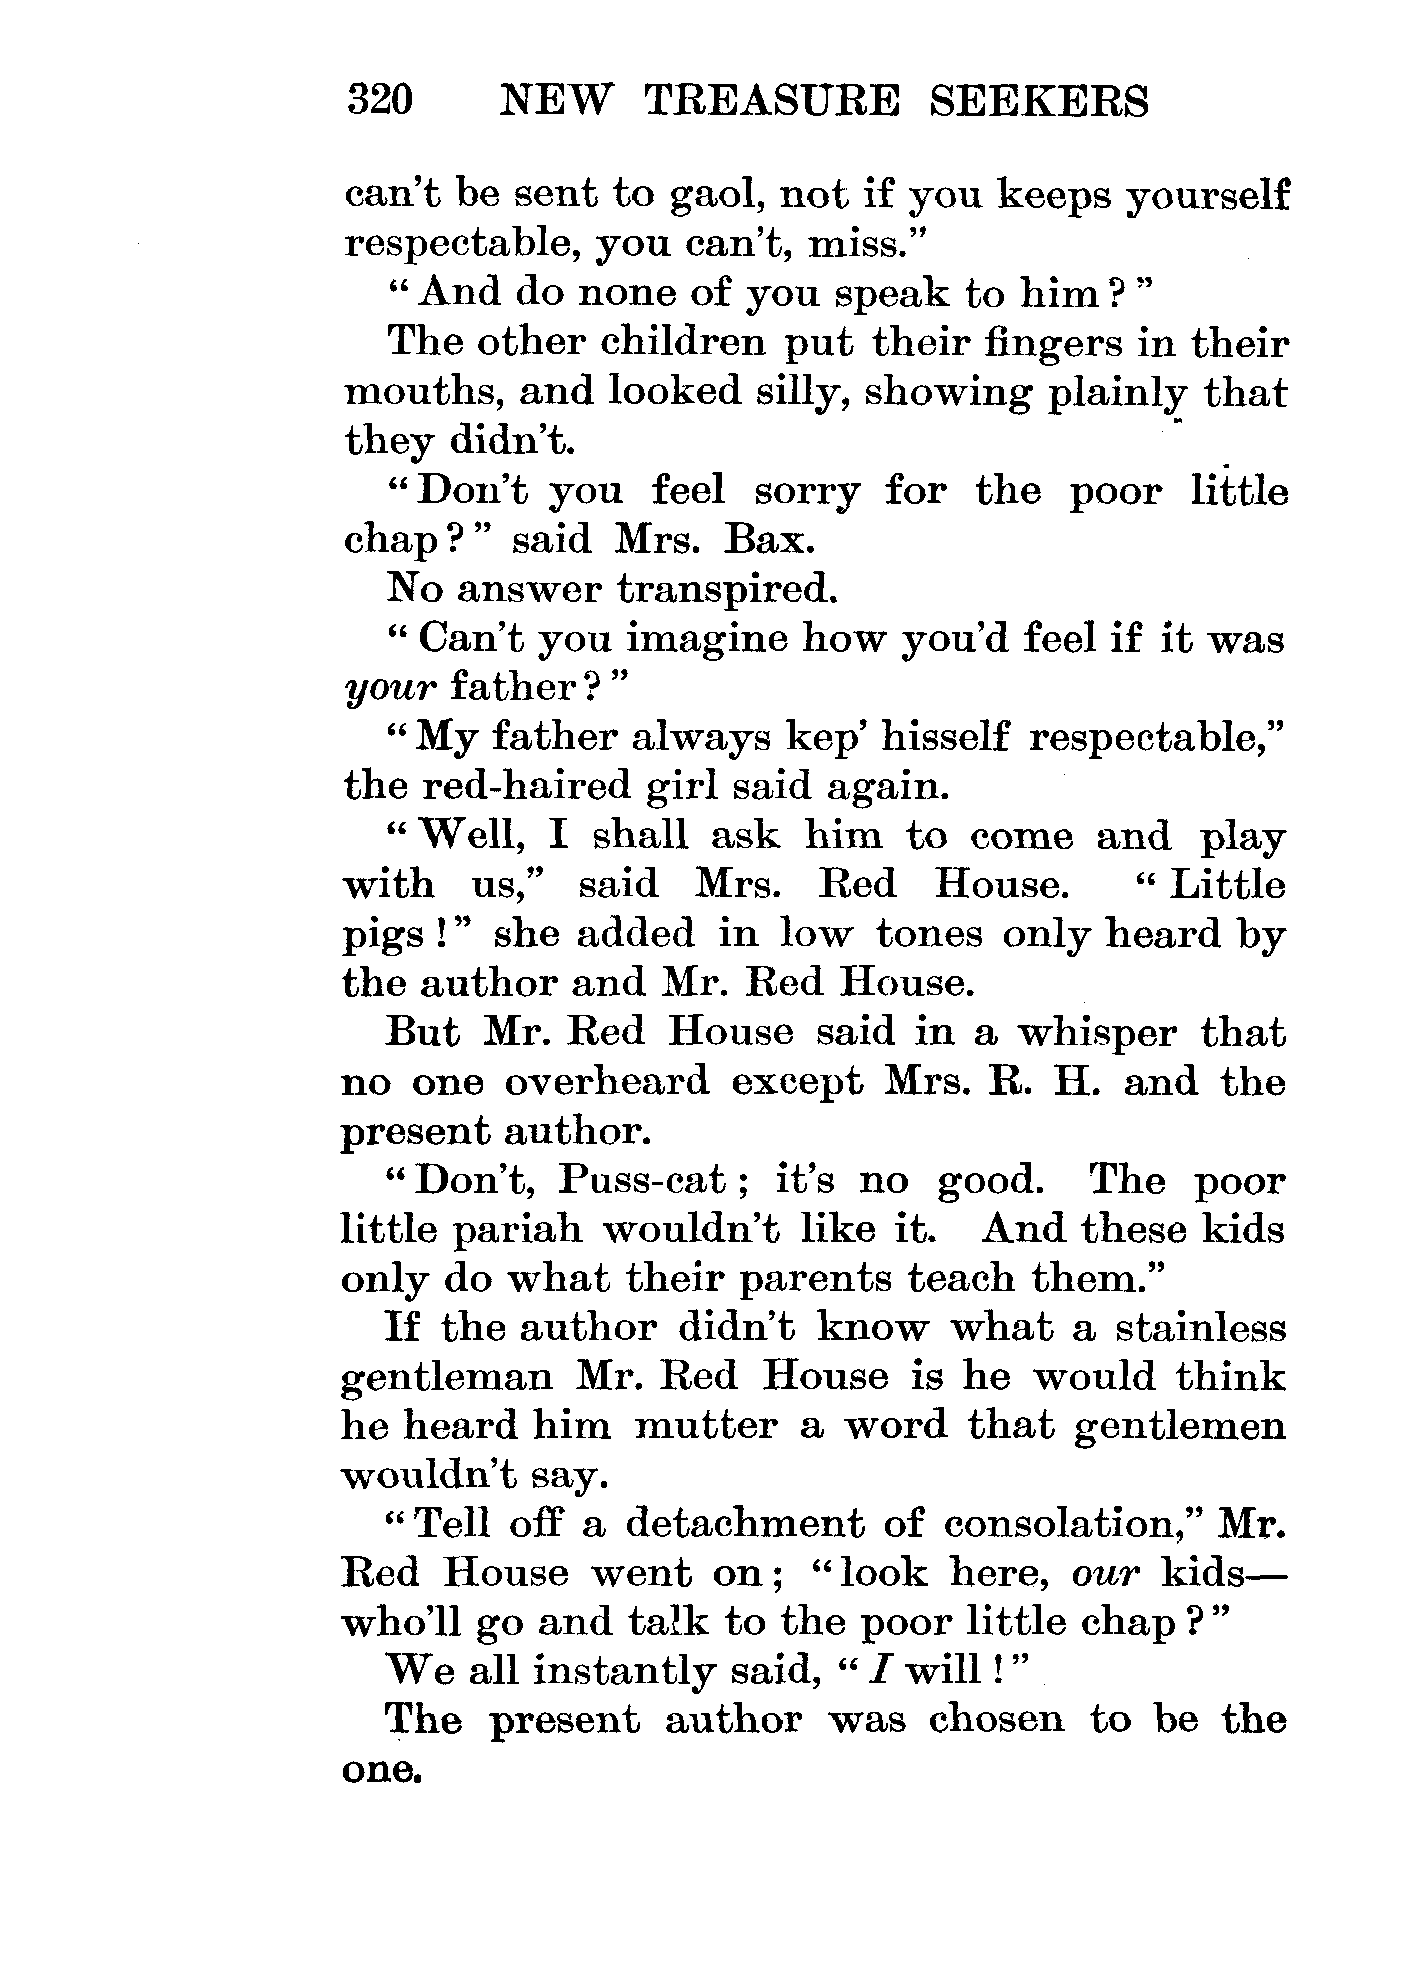 320 NEW TREASURE SEEKERS
can't be sent to gaol, not if you keeps yourself
respectable, you can't, miss."
"And do none of you speak to him?"
The other children put their fingers in their
mouths, and looked silly, showing plainly that
they didn't.
"Don't you feel sorry for the poor little
chap?" said Mrs. Bax.
No answer transpired.
"Can't you imagine how you'd feel if it was
your father?"
"My father always kep' hisself respectable,"
the red-haired girl said again.
"Well, I shall ask him to come and play
with us," said Mrs. Red House. "Little
pigs!" she added in low tones only heard by
the author and Mr. Red House.
But Mr. Red House said in a whisper that
no one overheard except Mrs. R. H. and the
present author.
"Don't, Puss-cat; it's no good. The poor
little pariah wouldn't like it. And these kids
only do what their parents teach them."
If the author didn't know what a stainless
gentleman Mr. Red House is he would think
he heard him mutter a word that gentlemen
wouldn't say.
"Tell off a detachment of consolation," Mr.
Red House went on; "look here, our kids—
who'll go and talk to the poor little chap?"
We all instantly said, "I will!"
The present author was chosen to be the
one.